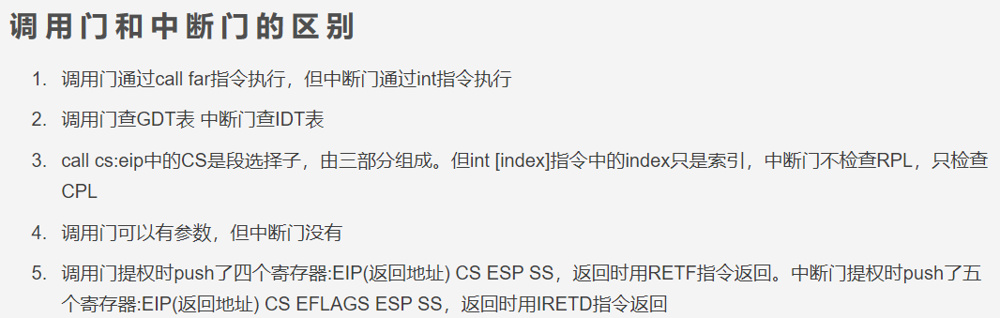 调用门和中断门的区别
1. 调用门通过call far指令执行，但中断门通过int指令执行
2. 调用门查GDT表 中断门查IDT表
3. call cs:eip中的CS是段选择子，由三部分组成。但int [index]指令中的index只是索引，中断门不检查RPL，只检查
CPL
4. 调用门可以有参数，但中断门没有
5. 调用门提权时push了四个寄存器:EIP(返回地址) CS ESP SS，返回时用RETF指令返回。中断门提权时push了五
个寄存器:EIP(返回地址) CS EFLAGS ESP SS，返回时用IRETD指令返回